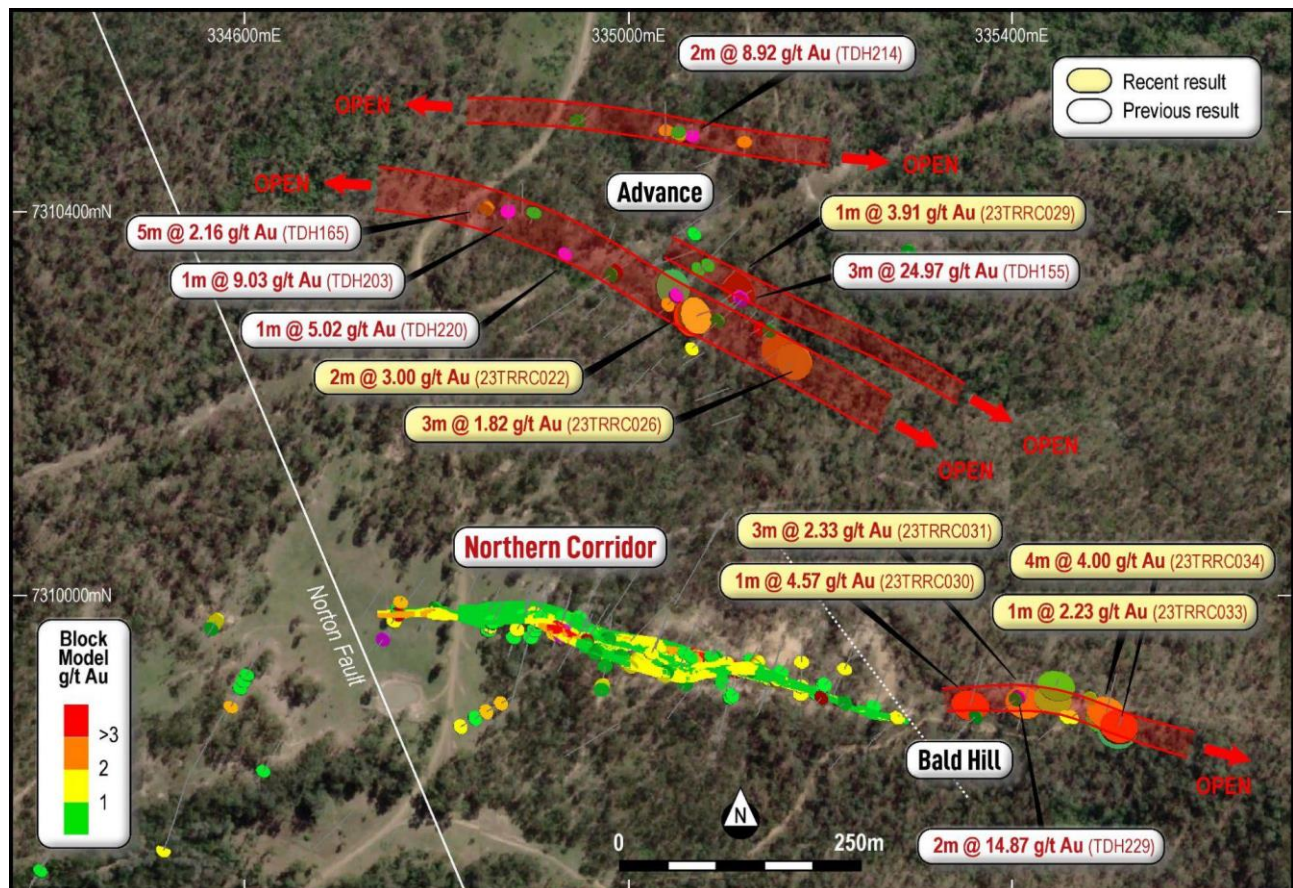 334600mE
335000mE
335400mE
2m @ 8.92 g/t Au (TDH214)
Recent result
Previous result
OPEN
OPEN
OPEN
Advance
7310400mN
1m @ 3.91 g/t Au (23TRRC029)
5m @ 2.16 g/t Au (TDH165)
3m @ 24.97 g/t Au (TDH155)
1m @ 9.03 g/t Au (TDH203)
1m @ 5.02 g/t Au (TDH220)
2m @ 3.00 g/t Au (23TRRC022)
3m @ 1.82 g/t Au (23TRRC026)
OPEN
OPEN
Northern Corridor
3m @ 2.33 g/t Au (23TRRC031)
4m @ 4.00 g/t Au (23TRRC034)
1m @ 4.57 g/t Au (23TRRC030)
1m @ 2.23 g/t Au (23TRRC033)
7310000mN
Norton Fault
Block
Model
g/t Au
>3
2
1
Bald Hill
OPEN
N
0 250m
2m @ 14.87 g/t Au (TDH229)